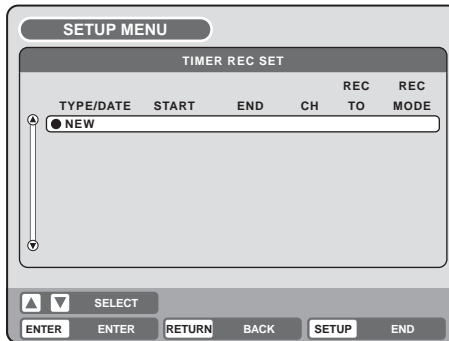 SETUP MENU
TIMER REC SET
REC REC
TYPE/DATE START END CH TO MODE
NEW
SELECT
ENTER ENTER RETURN BACK SETUP END